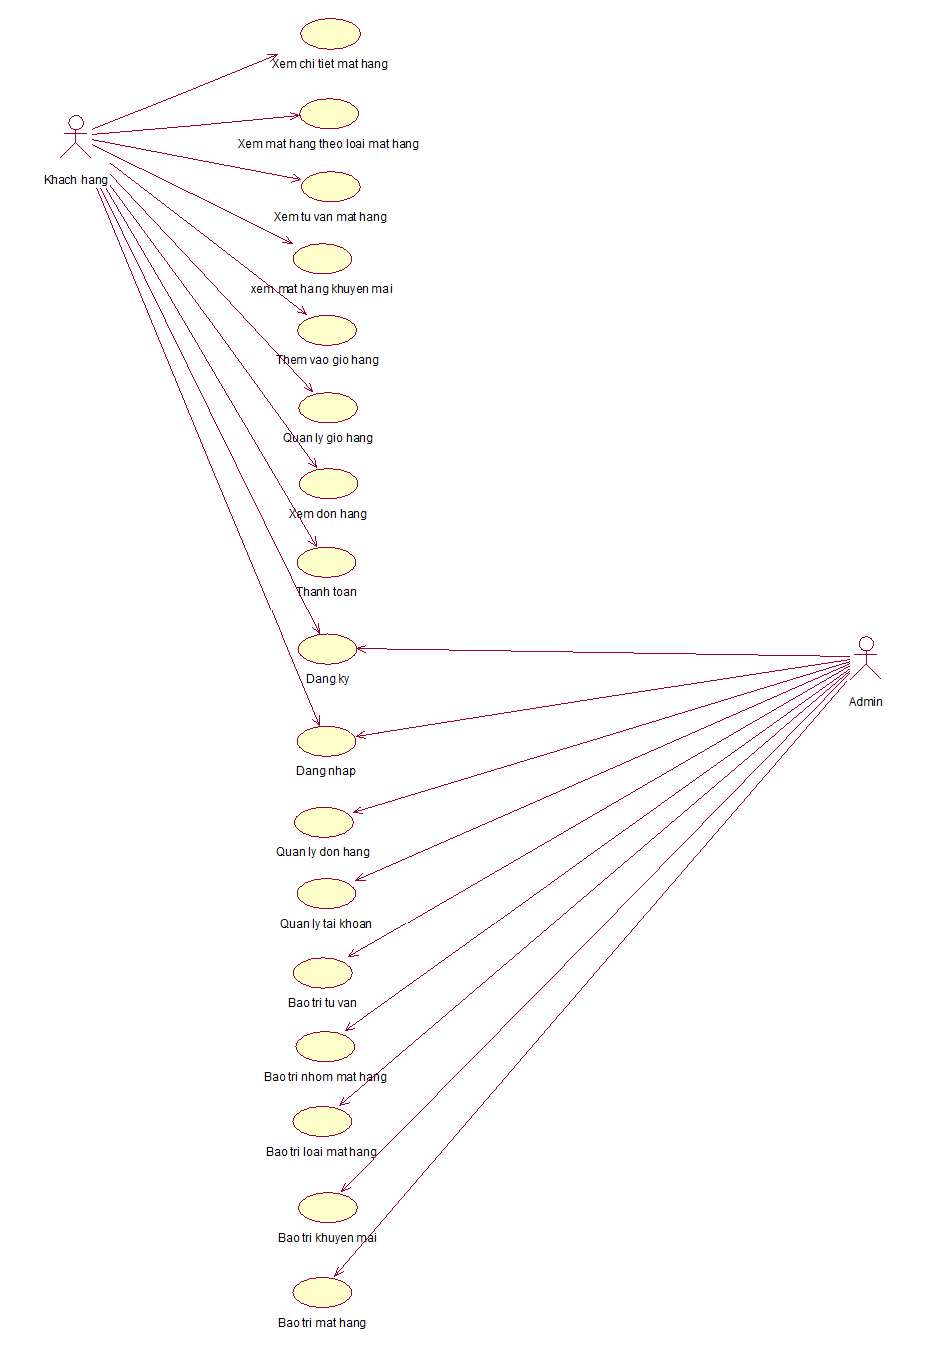 Xem chi tiet mat hang
Xem mat hang theo loai mat hang
Khach hang
Xem tu van mat hang
xem mat hang khuyen mai
Them vao gio hang
Quan ly gio hang
Xem don hang
Thanh toan
Dang ky
Admin
Dang nhap
Quan ly don hang
Quan ly tai khoan
Bao tri tu van
Bao tri nhom mat hang
Bao tri loai mat hang
Bao tri khuyen mai
Bao tri mat hang